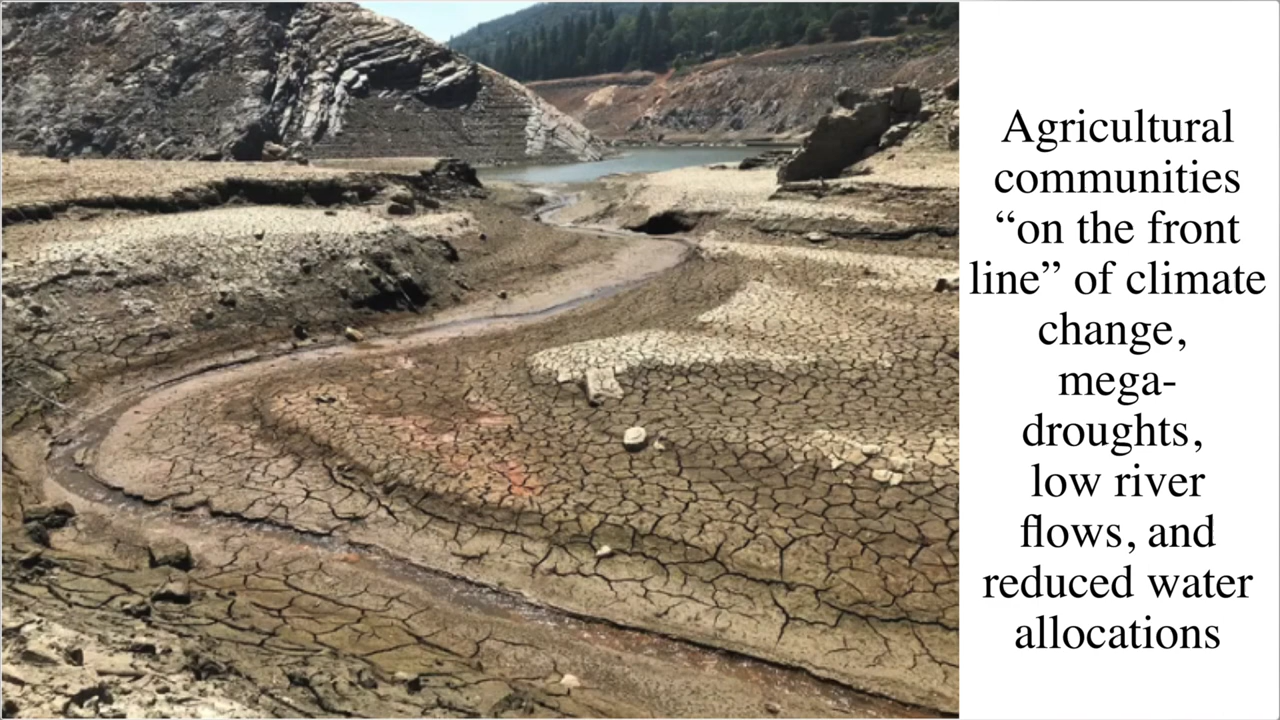 Agricultural
communities
“on the front
line” of climate
change,
mega-
droughts,
low river
flows, and
reduced water
allocations